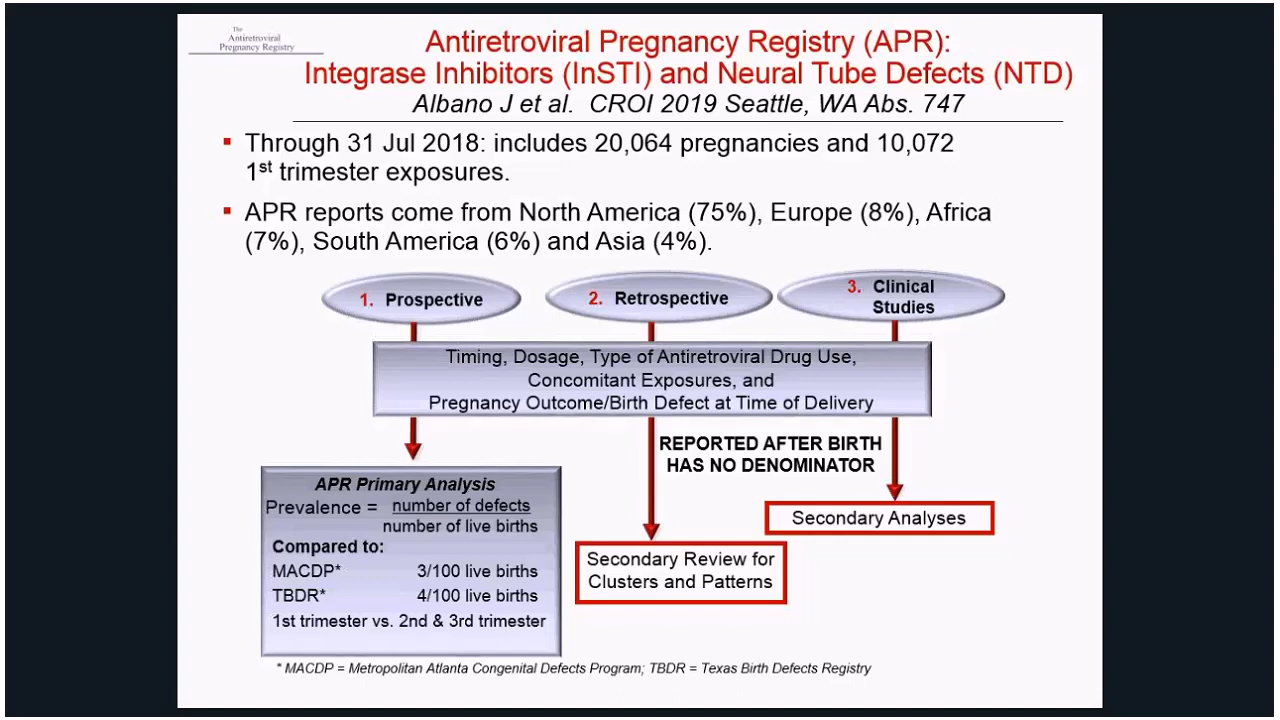 The
Antiretroviral
Pregnancy Registry
Antiretroviral Pregnancy Registry (APR):
Integrase Inhibitors (InSTI) and Neural Tube Defects (NTD)
Albano J et al. CROI 2019 Seattle, WA Abs. 747
▪ Through 31 Jul 2018: includes 20,064 pregnancies and 10,072
1st trimester exposures.
▪ APR reports come from North America (75%), Europe (8%), Africa
(7%), South America (6%) and Asia (4%).
1. Prospective
2. Retrospective
3. Clinical
Studies
Timing, Dosage, Type of Antiretroviral Drug Use,
Concomitant Exposures, and
Pregnancy Outcome/Birth Defect at Time of Delivery
REPORTED AFTER BIRTH
HAS NO DENOMINATOR
APR Primary Analysis
Prevalence = number of defects
number of live births
Compared to:
MACDP* 3/100 live births
TBDR* 4/100 live births
1st trimester vs. 2nd & 3rd trimester
Secondary Review for
Clusters and Patterns
Secondary Analyses
* MACDP = Metropolitan Atlanta Congenital Defects Program; TBDR = Texas Birth Defects Registry